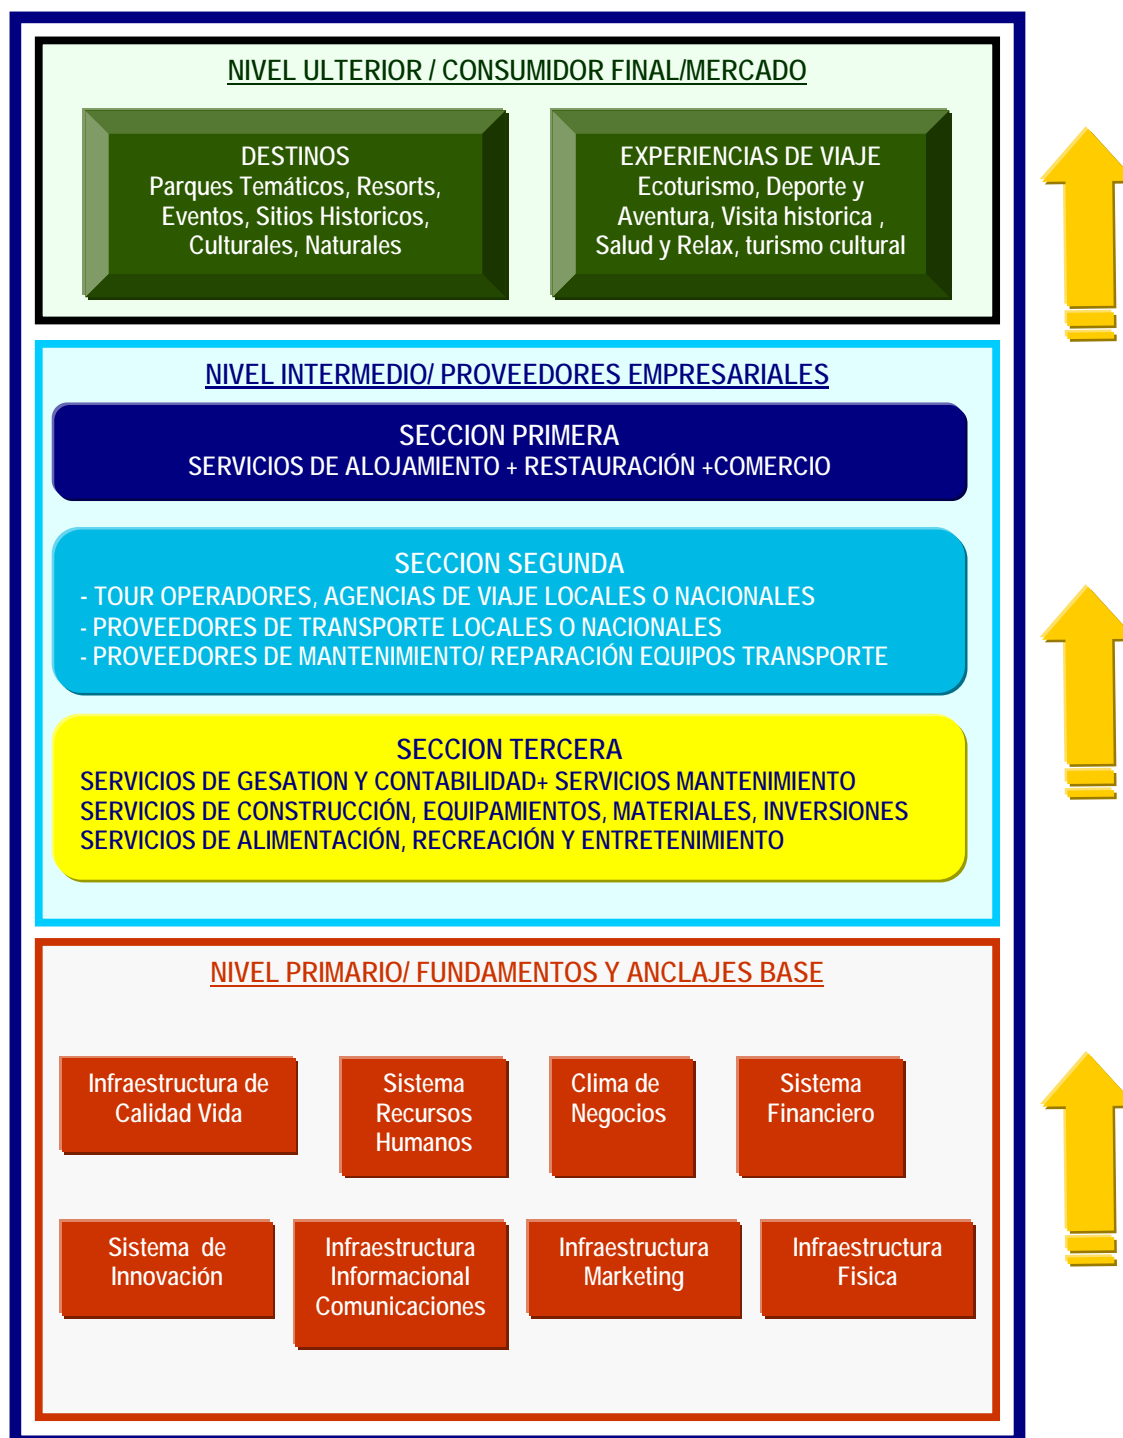 NIVEL ULTERIOR / CONSUMIDOR FINAL/MERCADO
DESTINOS
Parques Temáticos, Resorts,
Eventos, Sitios Historicos,
Culturales, Naturales
EXPERIENCIAS DE VIAJE
Ecoturismo, Deporte y
Aventura, Visita historica ,
Salud y Relax, turismo cultural
NIVEL INTERMEDIO/ PROVEEDORES EMPRESARIALES
SECCION PRIMERA
SERVICIOS DE ALOJAMIENTO + RESTAURACIÓN +COMERCIO
SECCION SEGUNDA
- TOUR OPERADORES, AGENCIAS DE VIAJE LOCALES O NACIONALES
- PROVEEDORES DE TRANSPORTE LOCALES O NACIONALES
- PROVEEDORES DE MANTENIMIENTO/ REPARACIÓN EQUIPOS TRANSPORTE
SECCION TERCERA
SERVICIOS DE GESATION Y CONTABILIDAD+ SERVICIOS MANTENIMIENTO
SERVICIOS DE CONSTRUCCIÓN, EQUIPAMIENTOS, MATERIALES, INVERSIONES
SERVICIOS DE ALIMENTACIÓN, RECREACIÓN Y ENTRETENIMIENTO
NIVEL PRIMARIO/ FUNDAMENTOS Y ANCLAJES BASE
Infraestructura de
Calidad Vida
Sistema
Recursos
Humanos
Clima de
Negocios
Sistema
Financiero
Sistema  de
Innovación
Infraestructura
Informacional
Comunicaciones
Infraestructura
Marketing
Infraestructura
Fisica